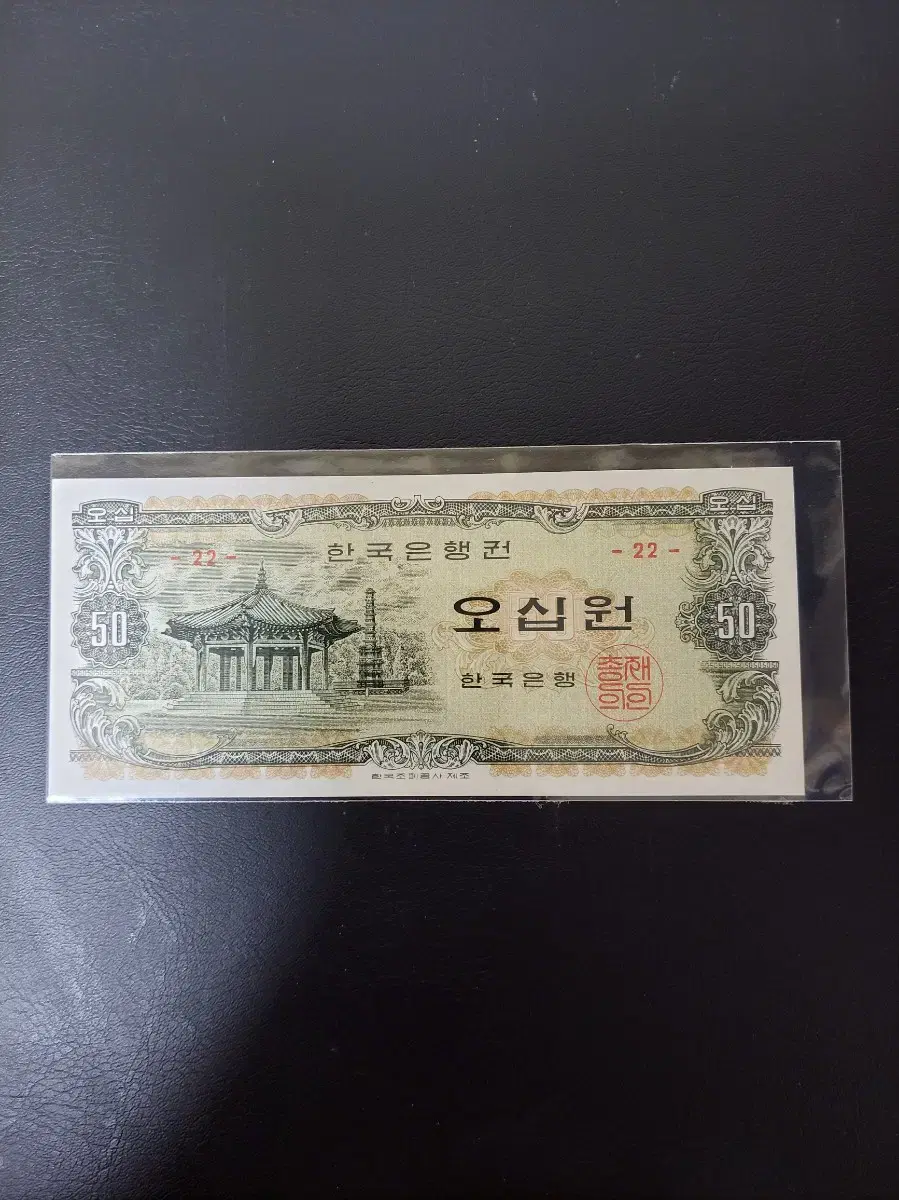 오십 오십
- 22 - 한국은행권 - 22 -
오십원
50 50
한국은행 총재의인
한국조폐공사제조